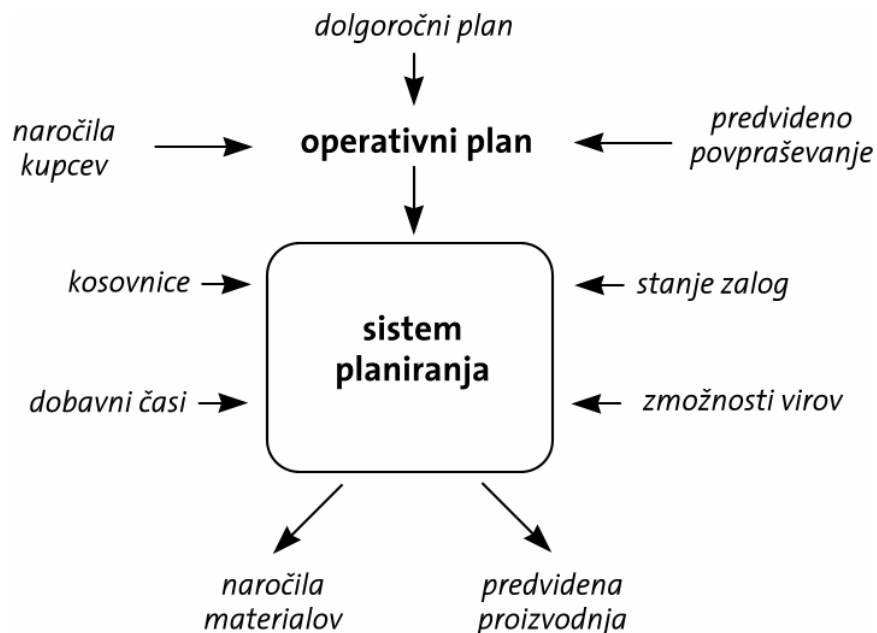 dolgoročni plan
naročila
kupcev
operativni plan
predvideno
povpraševanje
kosovnice
stanje zalog
sistem
planiranja
dobavni časi
zmožnosti virov
naročila
materialov
predvidena
proizvodnja